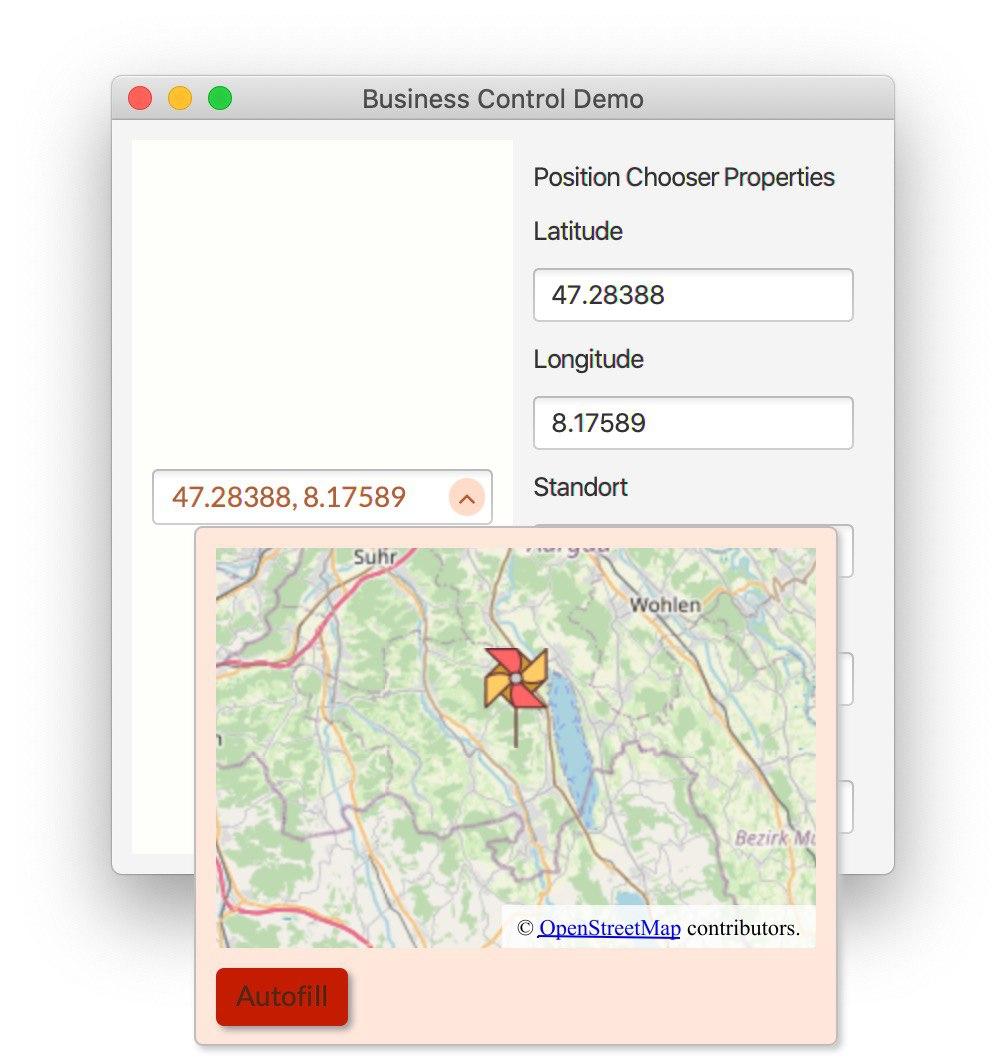 Business Control Demo
Position Chooser Properties
Latitude
47.28388
Longitude
8.17589
47.28388, 8.17589
Standort
Suhr
Aargau
Wohlen
Bezirk
© OpenStreetMap contributors.
Autofill